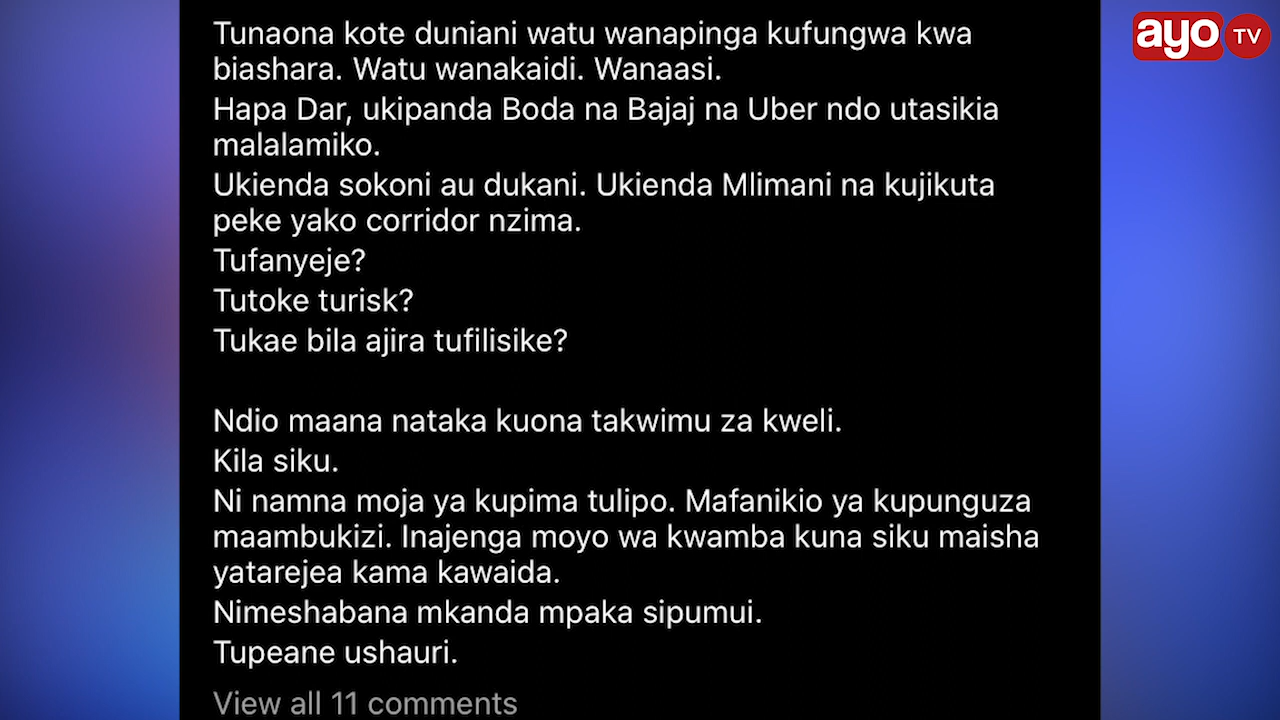 ayo TV
Tunaona kote duniani watu wanapinga kufungwa kwa
biashara. Watu wanakaidi. Wanaasi.
Hapa Dar, ukipanda Boda na Bajaj na Uber ndo utasikia
malalamiko.
Ukienda sokoni au dukani. Ukienda Mlimani na kujikuta
peke yako corridor nzima.
Tufanyeje?
Tutoke turisk?
Tukae bila ajira tufilisike?
Ndio maana nataka kuona takwimu za kweli.
Kila siku.
Ni namna moja ya kupima tulipo. Mafanikio ya kupunguza
maambukizi. Inajenga moyo wa kwamba kuna siku maisha
yatarejea kama kawaida.
Nimeshabana mkanda mpaka sipumui.
Tupeane ushauri.
View all 11 comments